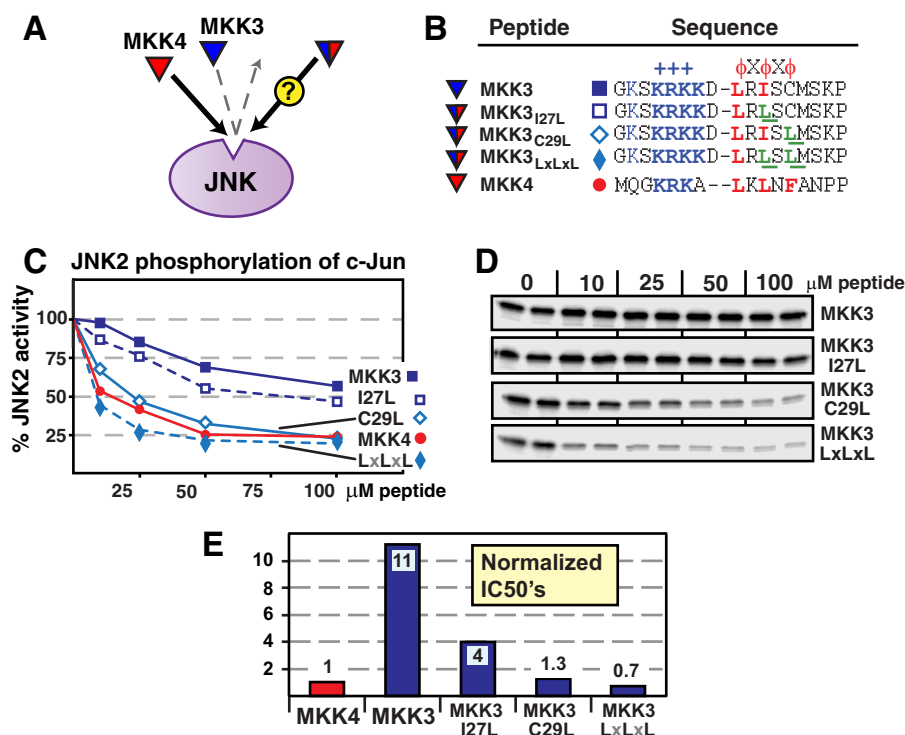 A
MKK4
MKK3
?
JNK
B
Peptide Sequence
+++ ϕXϕXϕ
MKK3 GKSKRKKD-LRISCMSKP
MKK3I27L GKSKRKKD-LRLSCMSKP
MKK3C29L GKSKRKKD-LRISLMSKP
MKK3LxLxL GKSKRKKD-LRLSLMSKP
MKK4 MQGKRKA--LKLNFANPP
C JNK2 phosphorylation of c-Jun
% JNK2 activity
100
75
50
25
MKK3
I27L
C29L
MKK4
LxLxL
25 50 75 100 μM peptide
D
0 10 25 50 100 μM peptide
MKK3
MKK3
I27L
MKK3
C29L
MKK3
LxLxL
E
Normalized
IC50's
10
8
6
4
2
1
11
4
1.3
0.7
MKK4
MKK3
MKK3
I27L
MKK3
C29L
MKK3
LxLxL